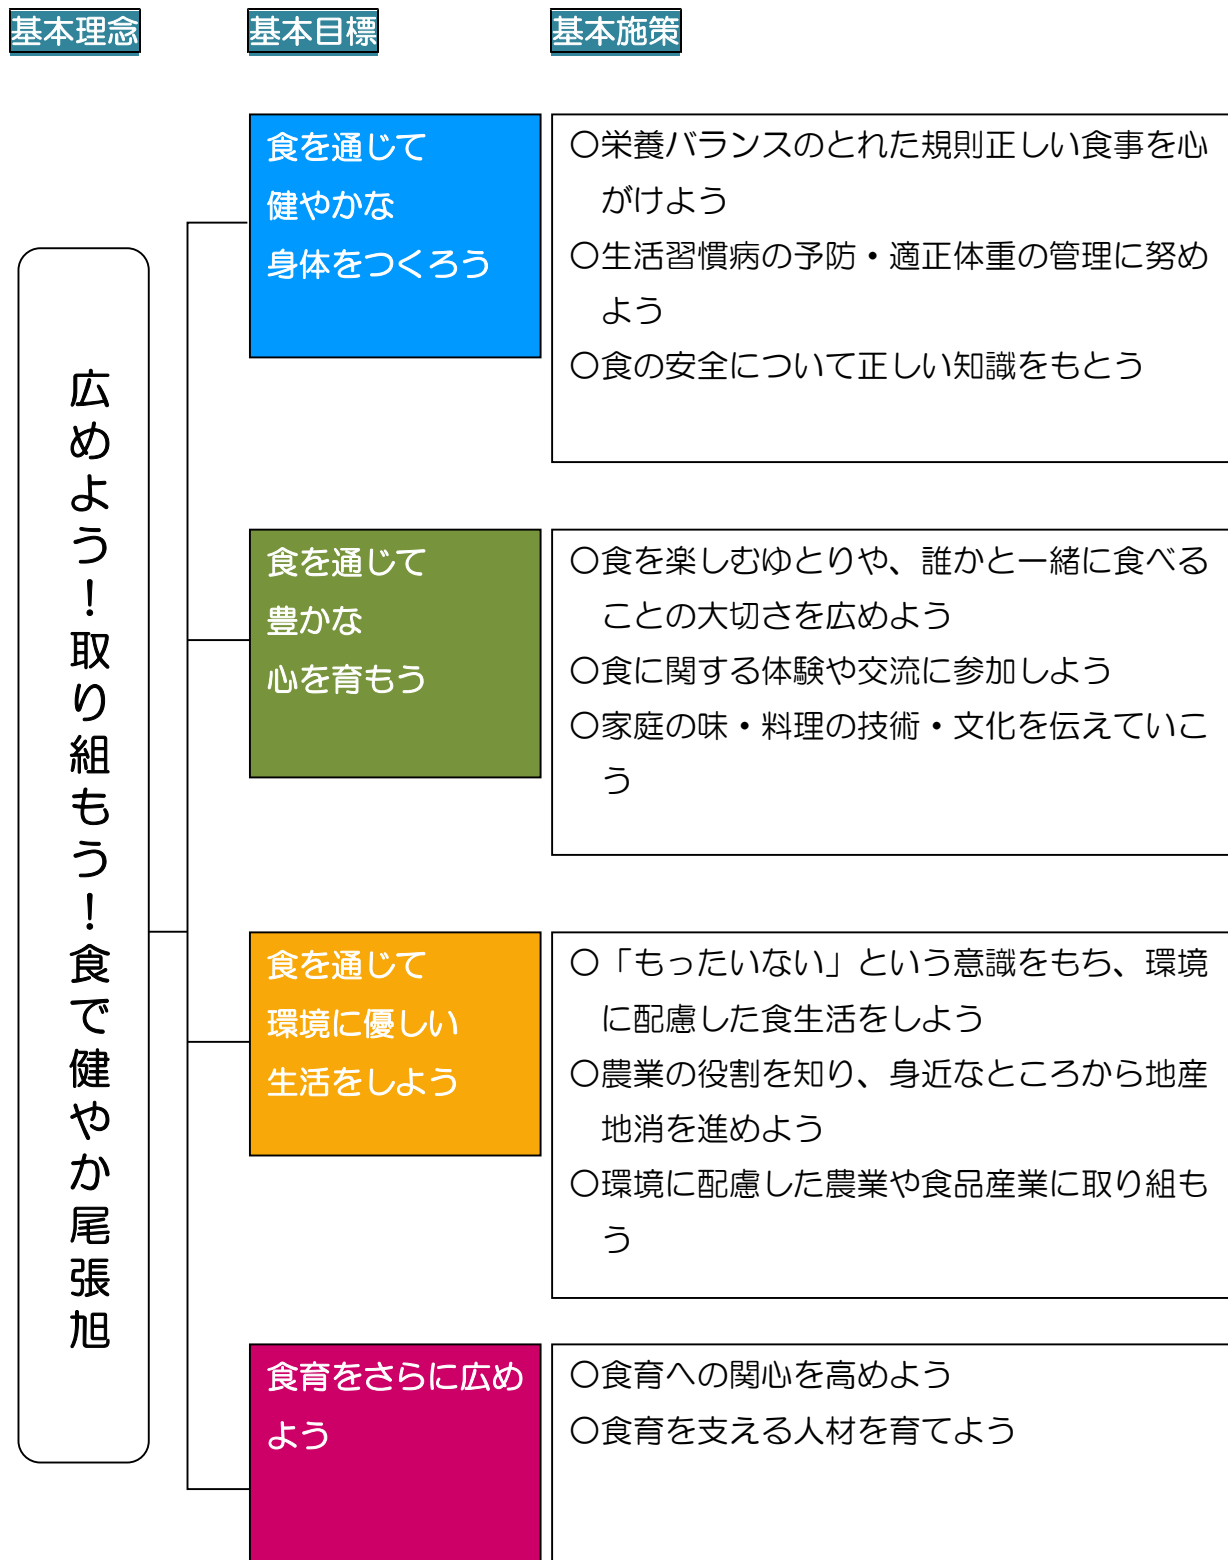 基本理念
基本目標
基本施策
広めよう！取り組もう！食で健やか尾張旭
食を通じて
健やかな
身体をつくろう
〇栄養バランスのとれた規則正しい食事を心
がけよう
〇生活習慣病の予防・適正体重の管理に努め
よう
〇食の安全について正しい知識をもとう
食を通じて
豊かな
心を育もう
〇食を楽しむゆとりや、誰かと一緒に食べる
ことの大切さを広めよう
〇食に関する体験や交流に参加しよう
〇家庭の味・料理の技術・文化を伝えていこ
う
食を通じて
環境に優しい
生活をしよう
〇「もったいない」という意識をもち、環境
に配慮した食生活をしよう
〇農業の役割を知り、身近なところから地産
地消を進めよう
〇環境に配慮した農業や食品産業に取り組も
う
食育をさらに広め
よう
〇食育への関心を高めよう
〇食育を支える人材を育てよう